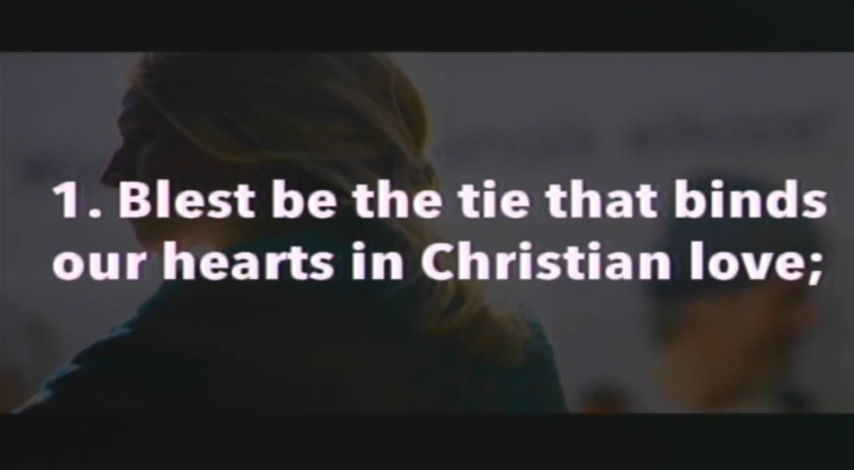 1. Blest be the tie that binds
our hearts in Christian love;